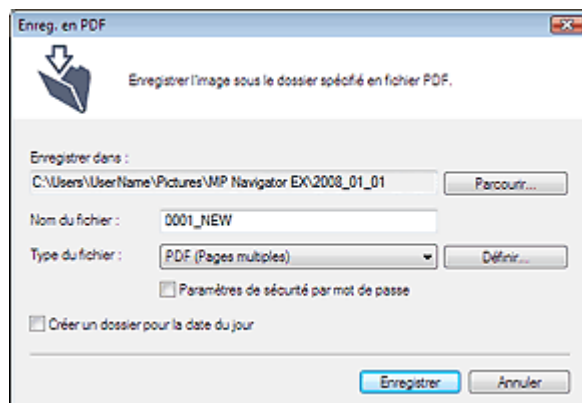 Enreg. en PDF
Enregistrer l'image sous le dossier spécifié en fichier PDF.
Enregistrer dans :
C:\Users\UserName\Pictures\MP Navigator EX\2008_01_01 Parcourir...
Nom du fichier : 0001_NEW
Type du fichier : PDF (Pages multiples) Définir...
Paramètres de sécurité par mot de passe
Créer un dossier pour la date du jour
Enregistrer Annuler